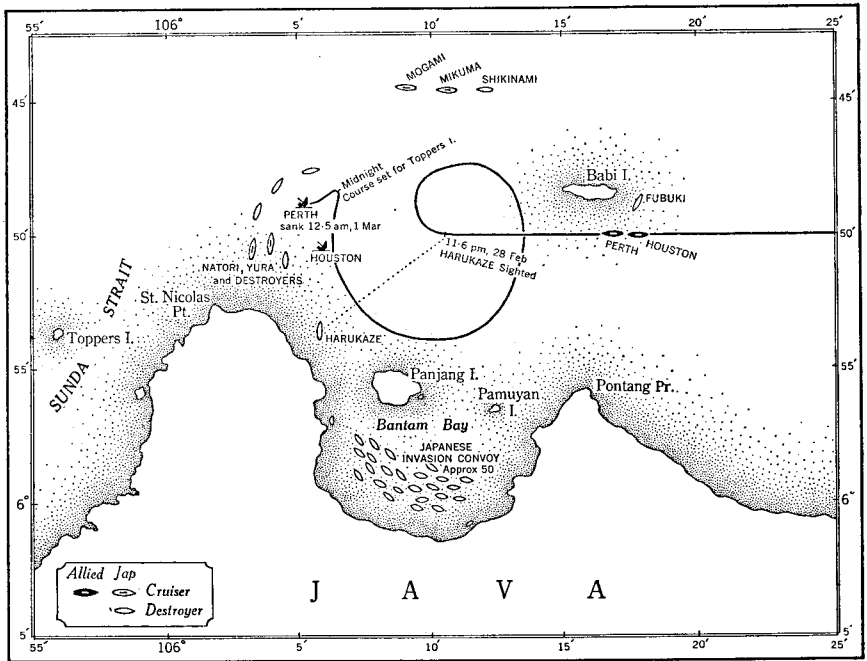 55′ 106° 5′ 10′ 15′ 20′ 25′
MOGAMI
MIKUMA
SHIKINAMI
45′ 45′
Midnight
Course set for Toppers I.
Babi I.
FUBUKI
PERTH
sank 12·5 am, 1 Mar
50′ 50′
HOUSTON
11·6 pm, 28 Feb
HARUKAZE Sighted
PERTH
HOUSTON
NATORI, YURA
and DESTROYERS
St. Nicolas
Pt.
SUNDA STRAIT
Toppers I.
HARUKAZE
55′ 55′
Panjang I.
Pamuyan
I.
Pontang Pr.
Bantam Bay
JAPANESE
INVASION CONVOY
Approx 50
6° 6°
J A V A
Allied Jap
Cruiser
Destroyer
5′ 5′
55′ 106° 5′ 10′ 15′ 20′ 25′